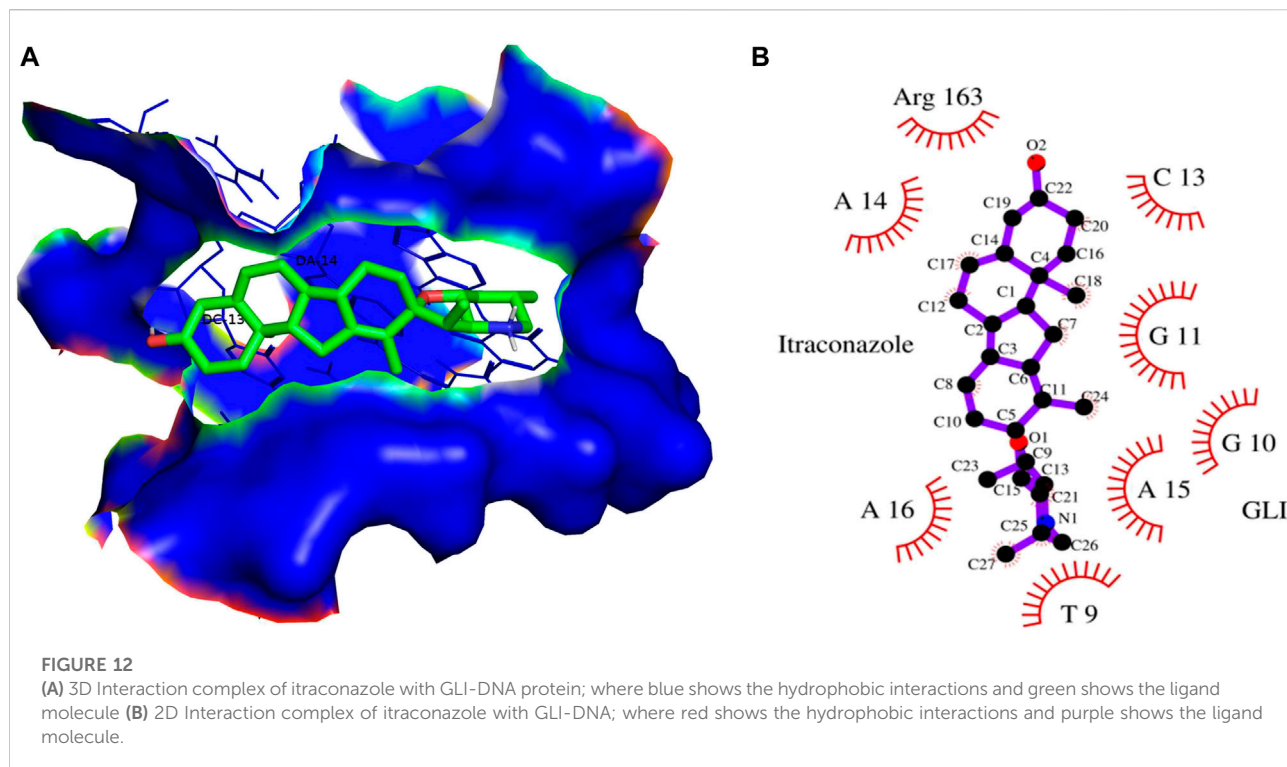 A
B
DA-14
DC-13
Arg 163
O2
C 13
A 14
C22
C19
C20
C14
C4
C16
C17
C18
C1
C12
C2
C7
G 11
Itraconazole
C3
C6
C8
C11
C24
C10
C5
O1
G 10
C9
C23
C13
C15
C21
A 15
A 16
GLI
N1
C25
C26
C27
T 9
FIGURE 12
(A) 3D Interaction complex of itraconazole with GLI-DNA protein; where blue shows the hydrophobic interactions and green shows the ligand
molecule (B) 2D Interaction complex of itraconazole with GLI-DNA; where red shows the hydrophobic interactions and purple shows the ligand
molecule.